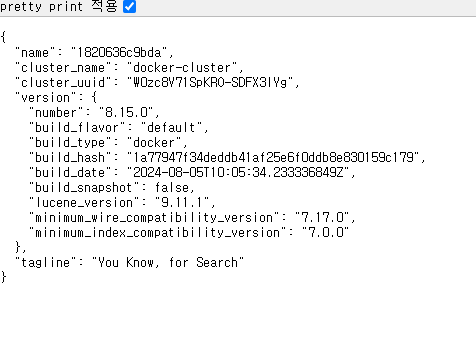 pretty print 적용
{
  "name": "1820636c9bda",
  "cluster_name": "docker-cluster",
  "cluster_uuid": "WOzc8V71SpKRO-SDFX3lVg",
  "version": {
    "number": "8.15.0",
    "build_flavor": "default",
    "build_type": "docker",
    "build_hash": "1a77947f34deddb41af25e6f0ddb8e830159c179",
    "build_date": "2024-08-05T10:05:34.233336849Z",
    "build_snapshot": false,
    "lucene_version": "9.11.1",
    "minimum_wire_compatibility_version": "7.17.0",
    "minimum_index_compatibility_version": "7.0.0"
  },
  "tagline": "You Know, for Search"
}